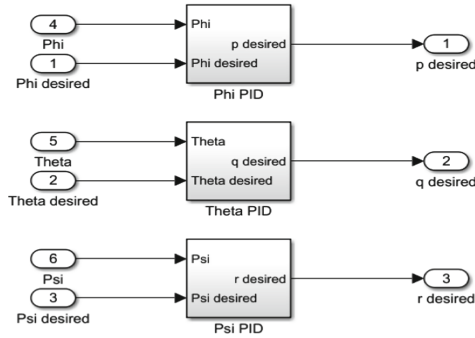 4
Phi
1
Phi desired
Phi
p desired
Phi desired
Phi PID
1
p desired
5
Theta
2
Theta desired
Theta
q desired
Theta desired
Theta PID
2
q desired
6
Psi
3
Psi desired
Psi
r desired
Psi desired
Psi PID
3
r desired